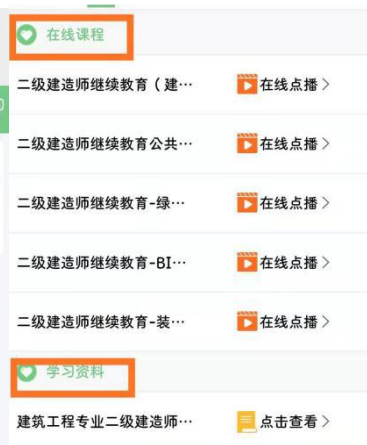 在线课程
二级建造师继续教育（建… 在线点播>
二级建造师继续教育公共… 在线点播>
二级建造师继续教育-绿… 在线点播>
二级建造师继续教育-BI… 在线点播>
二级建造师继续教育-装… 在线点播>
学习资料
建筑工程专业二级建造师… 点击查看>